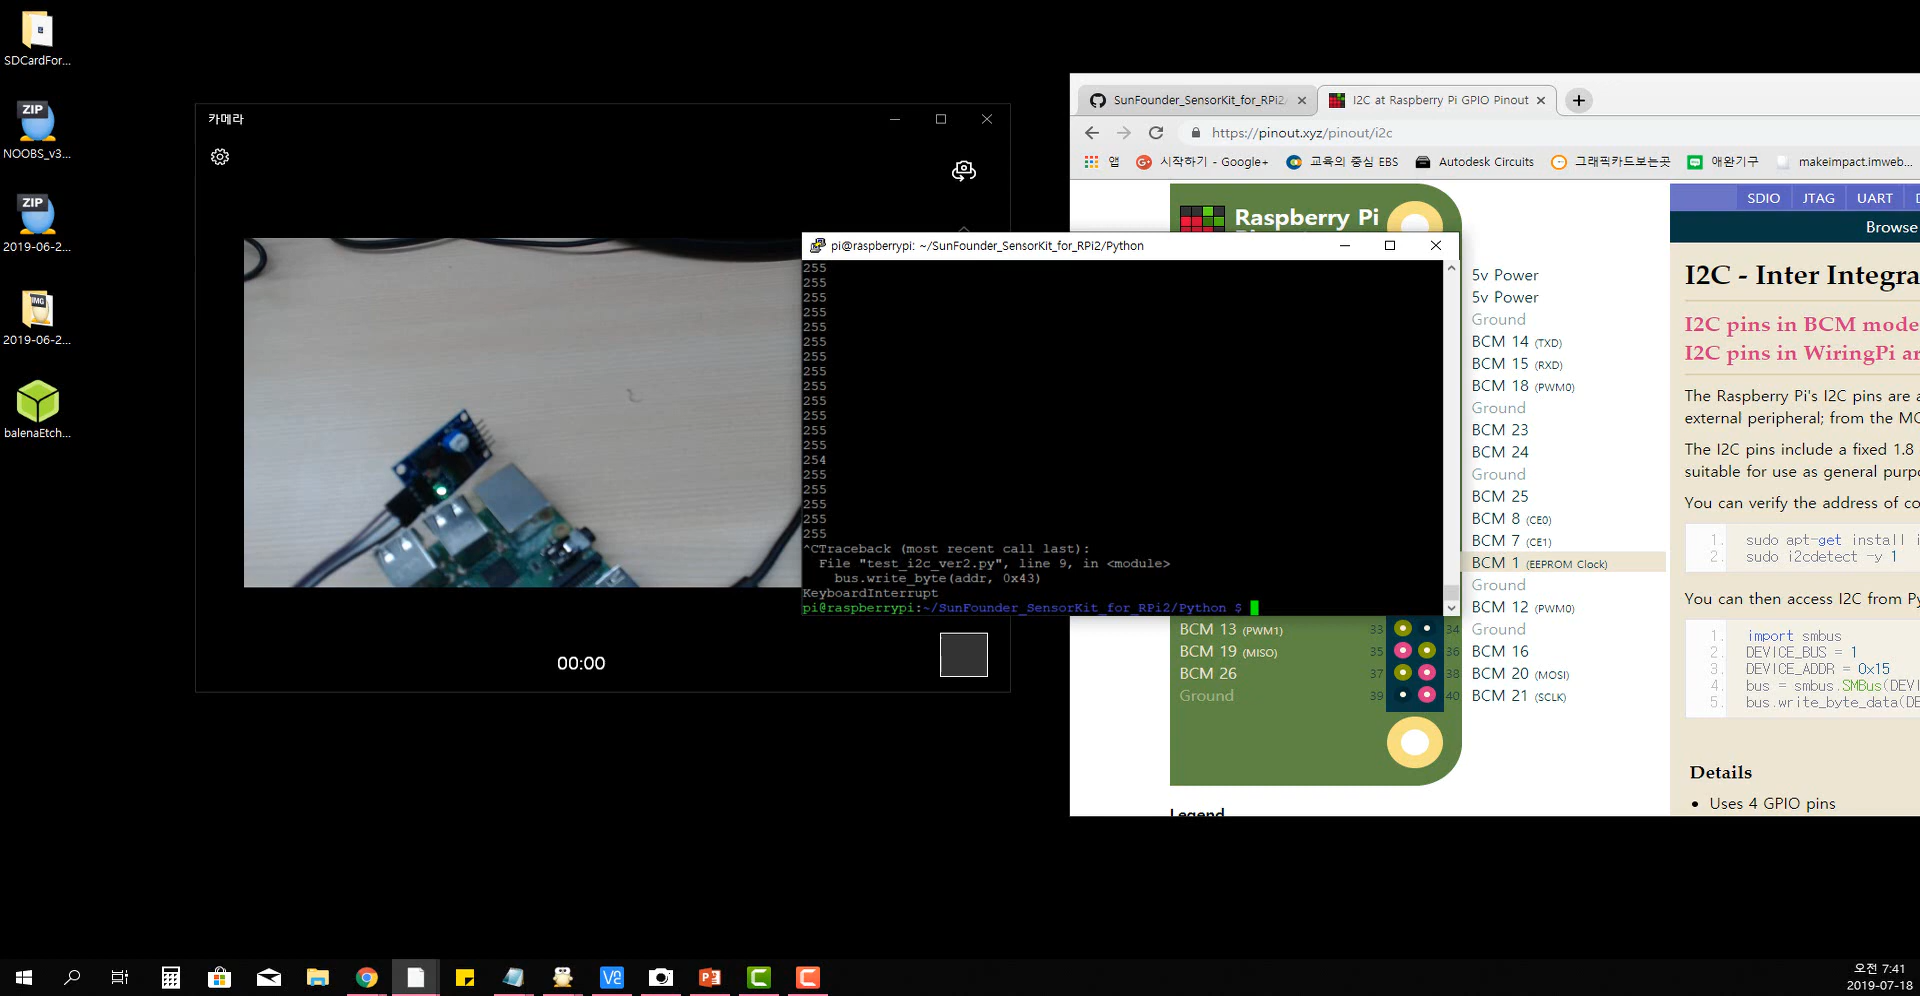 SDCardFor...
ZIP
NOOBS_v3...
ZIP
2019-06-2...
IMG
2019-06-2...
balenaEtch...
카메라
00:00
SunFounder_SensorKit_for_RPi2
I2C at Raspberry Pi GPIO Pinout
https://pinout.xyz/pinout/i2c
앱
시작하기 - Google+
교육의 중심 EBS
Autodesk Circuits
그래픽카드보는곳
애완기구
makeimpact.imweb...
Raspberry Pi
pi@raspberrypi: ~/SunFounder_SensorKit_for_RPi2/Python
255
255
255
255
255
255
255
255
255
255
255
255
255
254
255
255
255
255
255
^CTraceback (most recent call last):
  File "test_i2c_ver2.py", line 9, in <module>
    bus.write_byte(addr, 0x43)
KeyboardInterrupt
pi@raspberrypi:~/SunFounder_SensorKit_for_RPi2/Python $
5v Power
5v Power
Ground
BCM 14 (TXD)
BCM 15 (RXD)
BCM 18 (PWM0)
Ground
BCM 23
BCM 24
Ground
BCM 25
BCM 8 (CE0)
BCM 7 (CE1)
BCM 1 (EEPROM Clock)
Ground
BCM 12 (PWM0)
BCM 13 (PWM1) 33 34 Ground
BCM 19 (MISO) 35 36 BCM 16
BCM 26 37 38 BCM 20 (MOSI)
Ground 39 40 BCM 21 (SCLK)
Legend
SDIO JTAG UART
Browse
I2C - Inter Integra
I2C pins in BCM mode
I2C pins in WiringPi ar
The Raspberry Pi's I2C pins are a
external peripheral; from the MC
The I2C pins include a fixed 1.8
suitable for use as general purpo
You can verify the address of co
1. sudo apt-get install i
2. sudo i2cdetect -y 1
You can then access I2C from Py
1. import smbus
2. DEVICE_BUS = 1
3. DEVICE_ADDR = 0x15
4. bus = smbus.SMBus(DEVI
5. bus.write_byte_data(DE
Details
Uses 4 GPIO pins
오전 7:41
2019-07-18